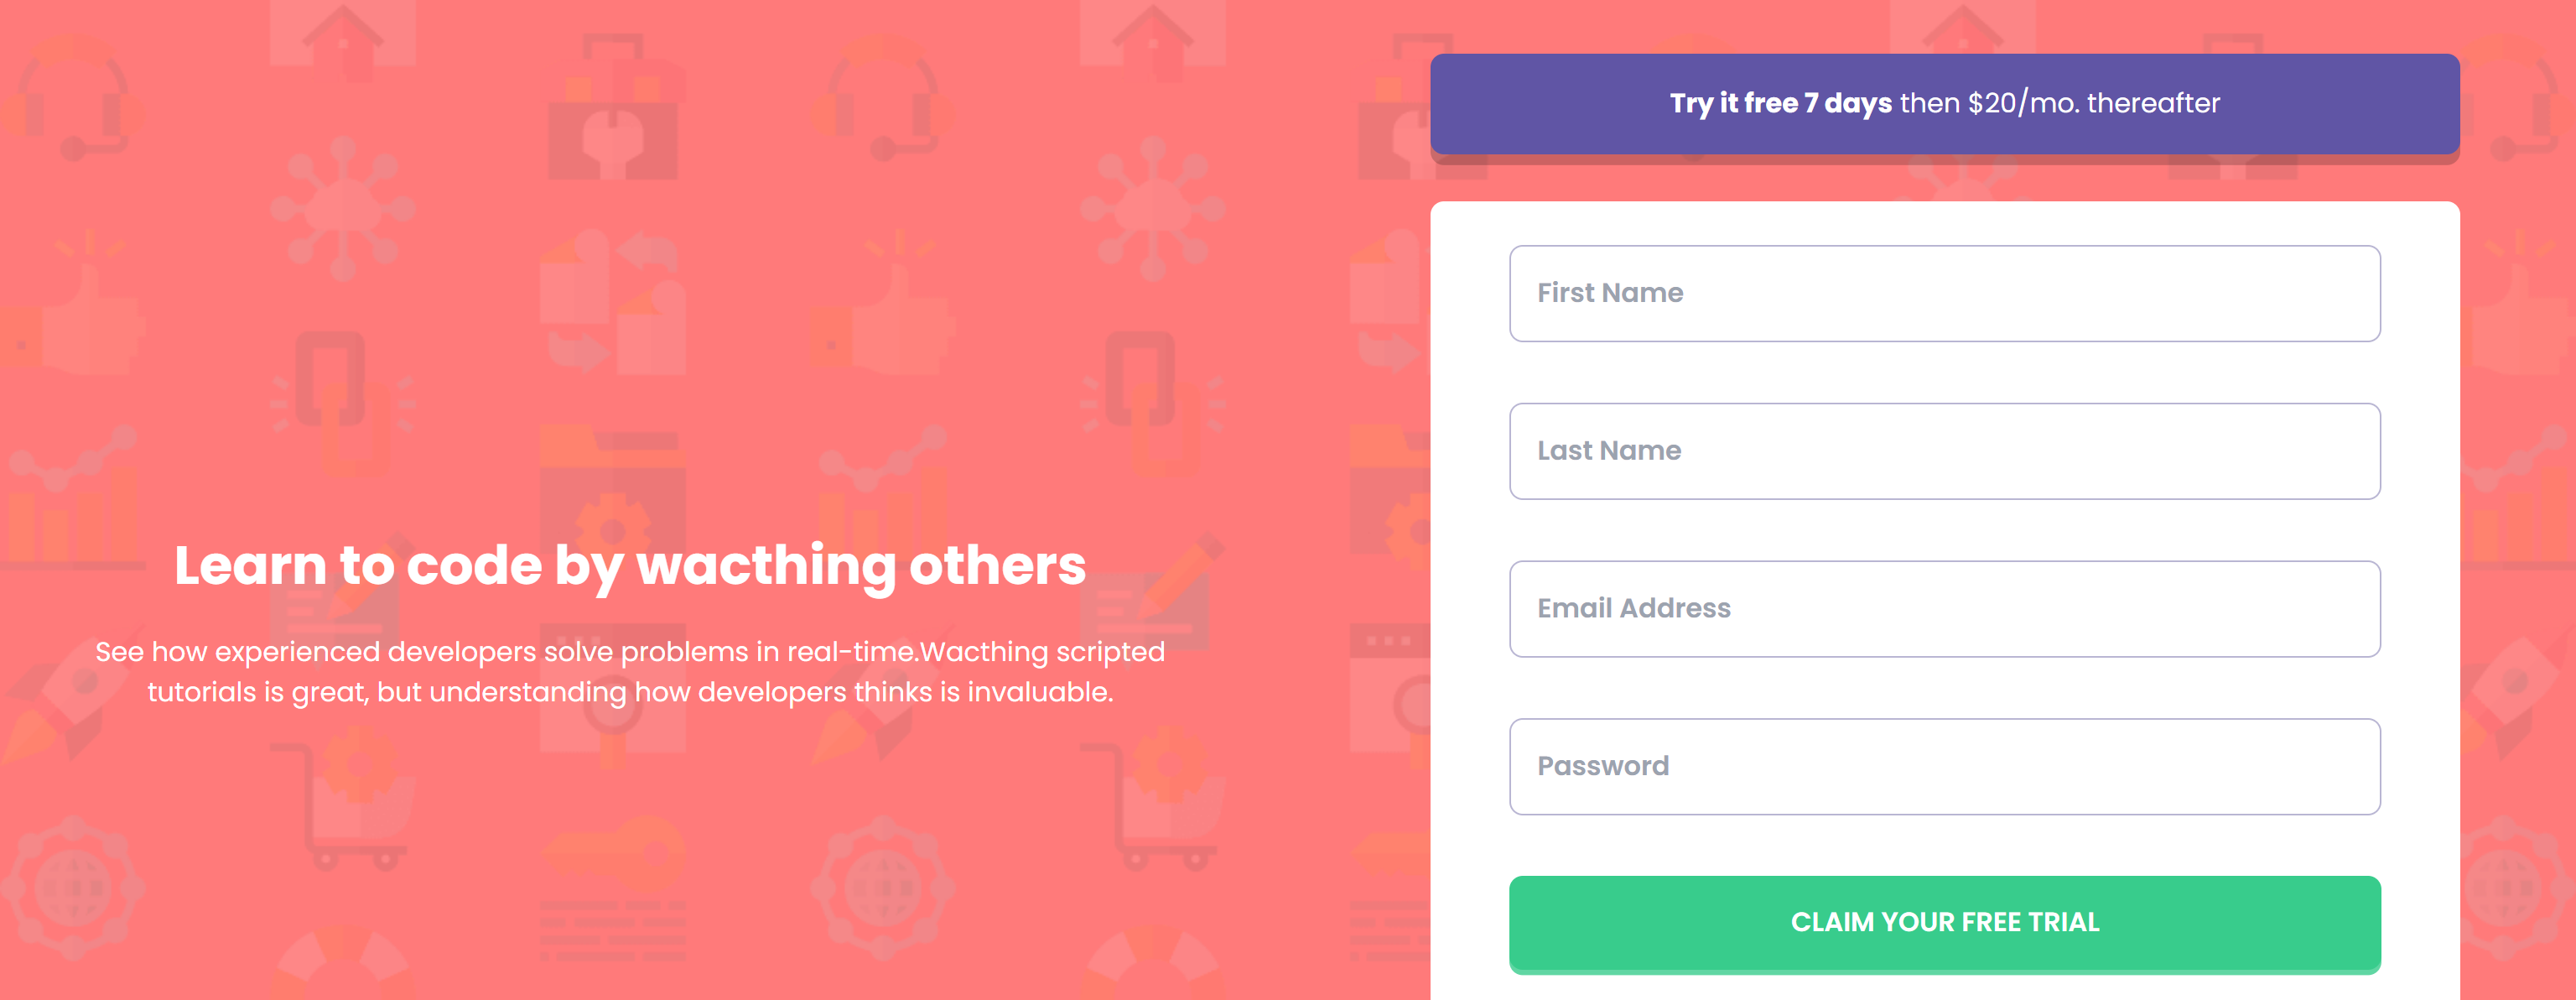 Learn to code by wacthing others
See how experienced developers solve problems in real-time.Wacthing scripted
tutorials is great, but understanding how developers thinks is invaluable.
Try it free 7 days then $20/mo. thereafter
First Name
Last Name
Email Address
Password
CLAIM YOUR FREE TRIAL